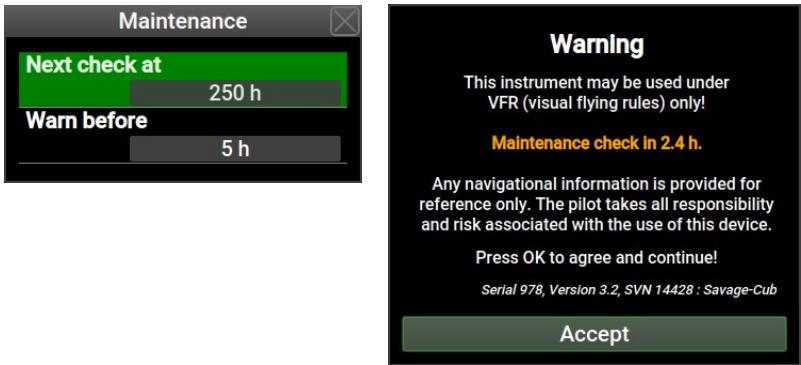 Maintenance
Next check at
250 h
Warn before
5 h
Warning
This instrument may be used under
VFR (visual flying rules) only!
Maintenance check in 2.4 h.
Any navigational information is provided for
reference only. The pilot takes all responsibility
and risk associated with the use of this device.
Press OK to agree and continue!
Serial 978, Version 3.2, SVN 14428 : Savage-Cub
Accept